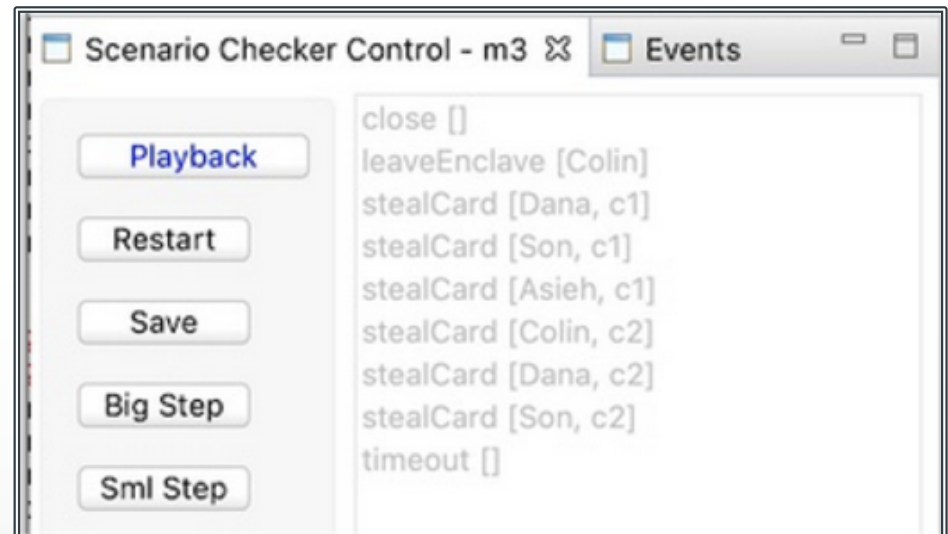 Scenario Checker Control - m3 Events
Playback
Restart
Save
Big Step
Sml Step
close []
leaveEnclave [Colin]
stealCard [Dana, c1]
stealCard [Son, c1]
stealCard [Asieh, c1]
stealCard [Colin, c2]
stealCard [Dana, c2]
stealCard [Son, c2]
timeout []